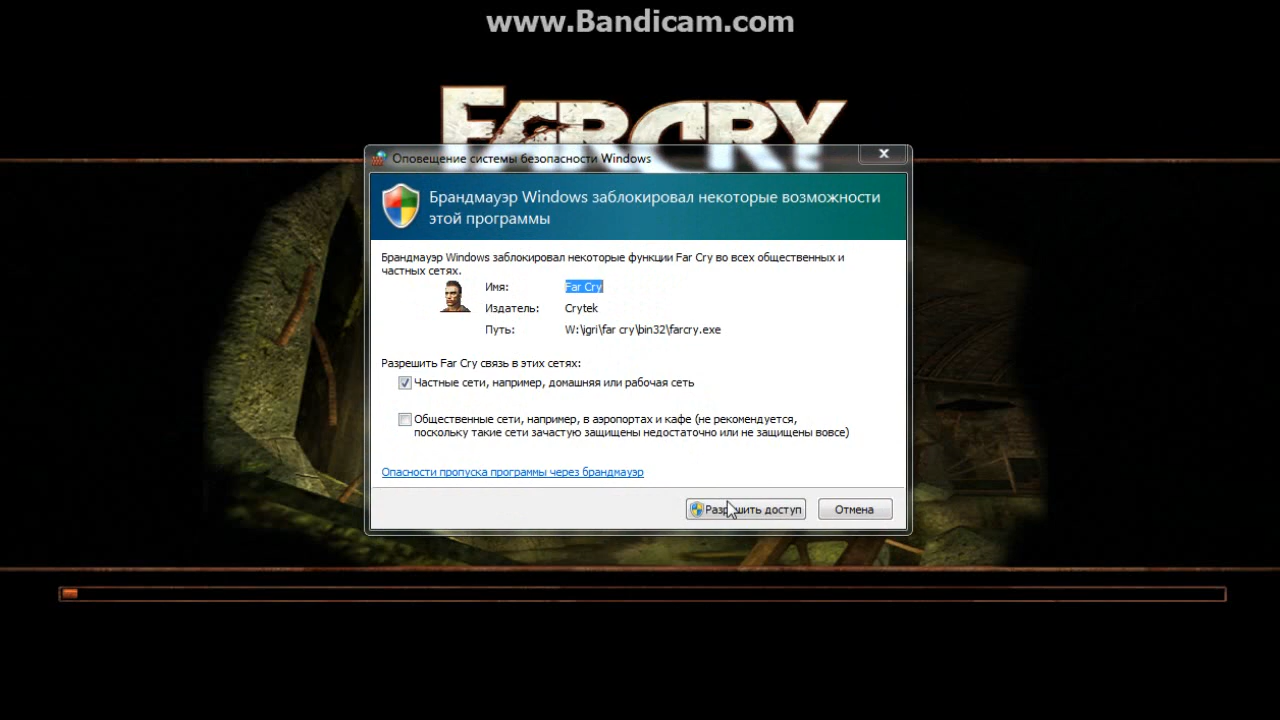 www.Bandicam.com
FARCRY
Оповещение системы безопасности Windows
Брандмауэр Windows заблокировал некоторые возможности
этой программы
Брандмауэр Windows заблокировал некоторые функции Far Cry во всех общественных и
частных сетях.
Имя: Far Cry
Издатель: Crytek
Путь: W:\igri\far cry\bin32\farcry.exe
Разрешить Far Cry связь в этих сетях:
Частные сети, например, домашняя или рабочая сеть
Общественные сети, например, в аэропортах и кафе (не рекомендуется,
поскольку такие сети зачастую защищены недостаточно или не защищены вовсе)
Опасности пропуска программы через брандмауэр
Разрешить доступ Отмена